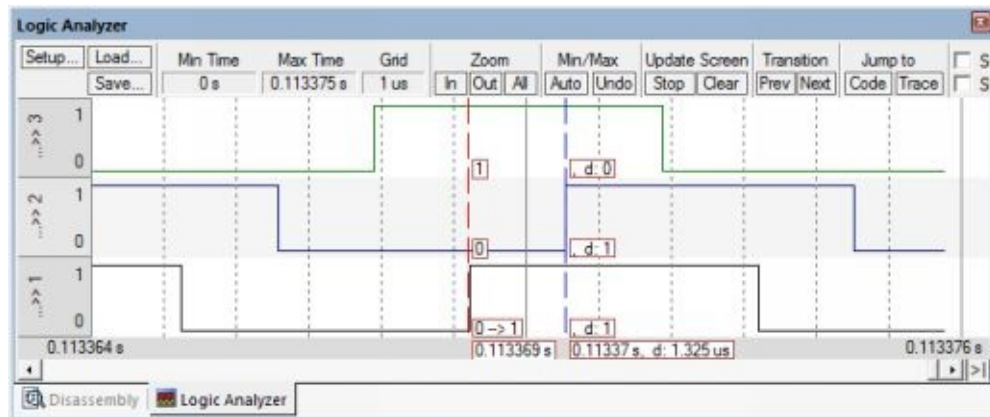 Logic Analyzer
Setup... Load... Min Time Max Time Grid Zoom Min/Max Update Screen Transition Jump to S
Save... 0 s 0.113375 s 1 us In Out All Auto Undo Stop Clear Prev Next Code Trace S
...>> 3 1 0
1 , d: 0
...>> 2 1 0
0 , d: 1
...>> 1 1 0
0 --> 1 , d: 1
0.113364 s 0.113369 s 0.11337 s, d: 1.325 us 0.113376 s
>|
Disassembly Logic Analyzer